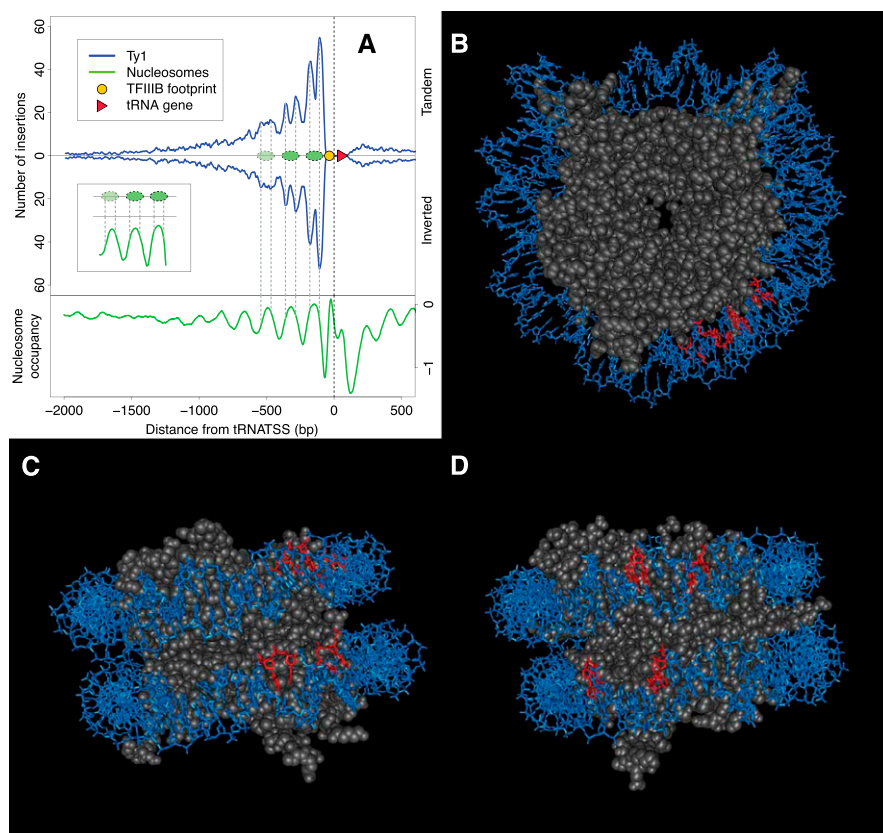 A
B
60
40
20
0
20
40
60
Number of insertions
Ty1
Nucleosomes
TFIIIB footprint
tRNA gene
Tandem
Inverted
Nucleosome
occupancy
0
−1
−2000
−1500
−1000
−500
0
500
Distance from tRNATSS (bp)
C
D